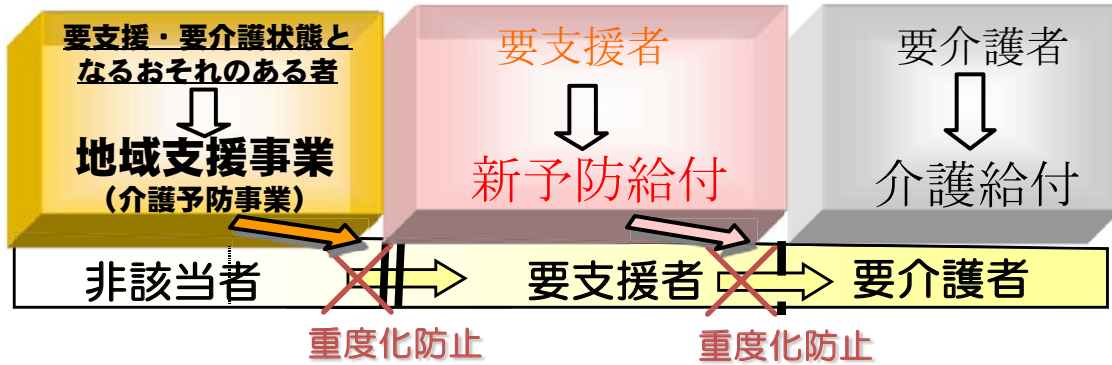 要支援・要介護状態と
なるおそれのある者
地域支援事業
（介護予防事業）
要支援者
新予防給付
要介護者
介護給付
非該当者
要支援者
要介護者
重度化防止
重度化防止